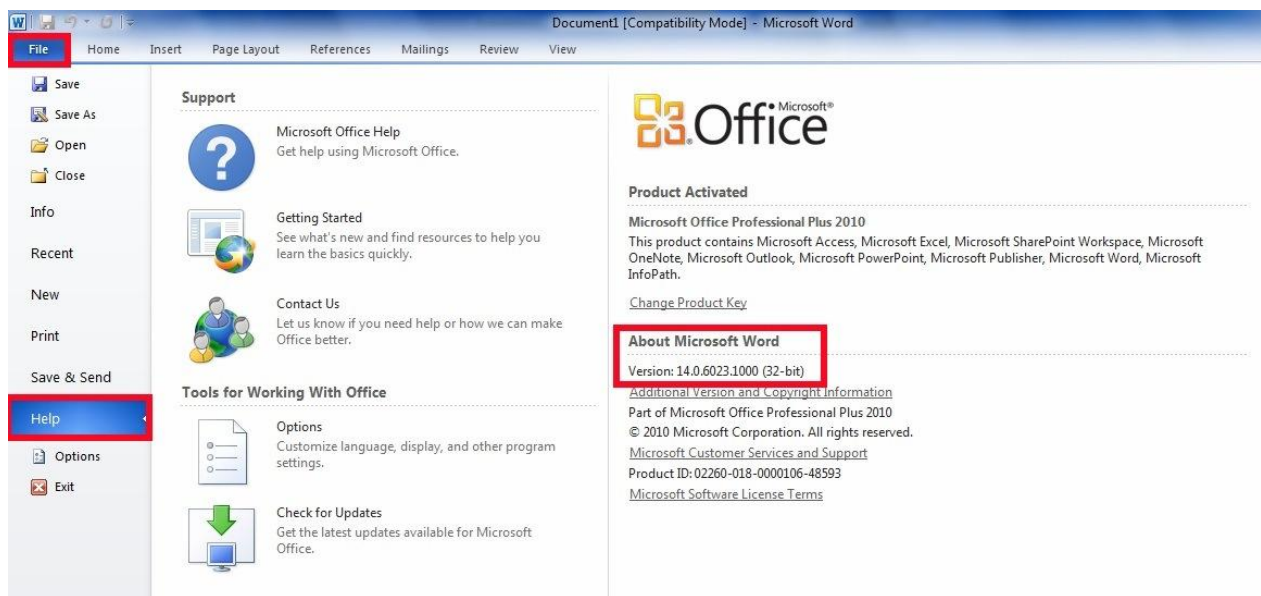 Document1 [Compatibility Mode] - Microsoft Word
File Home Insert Page Layout References Mailings Review View
Save
Save As
Open
Close
Info
Recent
New
Print
Save & Send
Help
Options
Exit
Support
Microsoft Office Help
Get help using Microsoft Office.
Getting Started
See what's new and find resources to help you
learn the basics quickly.
Contact Us
Let us know if you need help or how we can make
Office better.
Tools for Working With Office
Options
Customize language, display, and other program
settings.
Check for Updates
Get the latest updates available for Microsoft
Office.
Microsoft®
Office
Product Activated
Microsoft Office Professional Plus 2010
This product contains Microsoft Access, Microsoft Excel, Microsoft SharePoint Workspace, Microsoft
OneNote, Microsoft Outlook, Microsoft PowerPoint, Microsoft Publisher, Microsoft Word, Microsoft
InfoPath.
Change Product Key
About Microsoft Word
Version: 14.0.6023.1000 (32-bit)
Additional Version and Copyright Information
Part of Microsoft Office Professional Plus 2010
© 2010 Microsoft Corporation. All rights reserved.
Microsoft Customer Services and Support
Product ID: 02260-018-0000106-48593
Microsoft Software License Terms